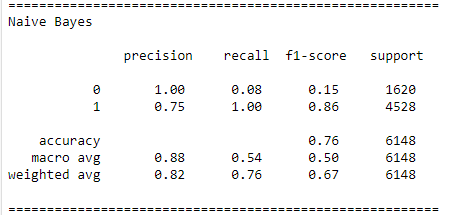 ============================================================
Naive Bayes
precision recall f1-score support
0 1.00 0.08 0.15 1620
1 0.75 1.00 0.86 4528
accuracy 0.76 6148
macro avg 0.88 0.54 0.50 6148
weighted avg 0.82 0.76 0.67 6148
============================================================